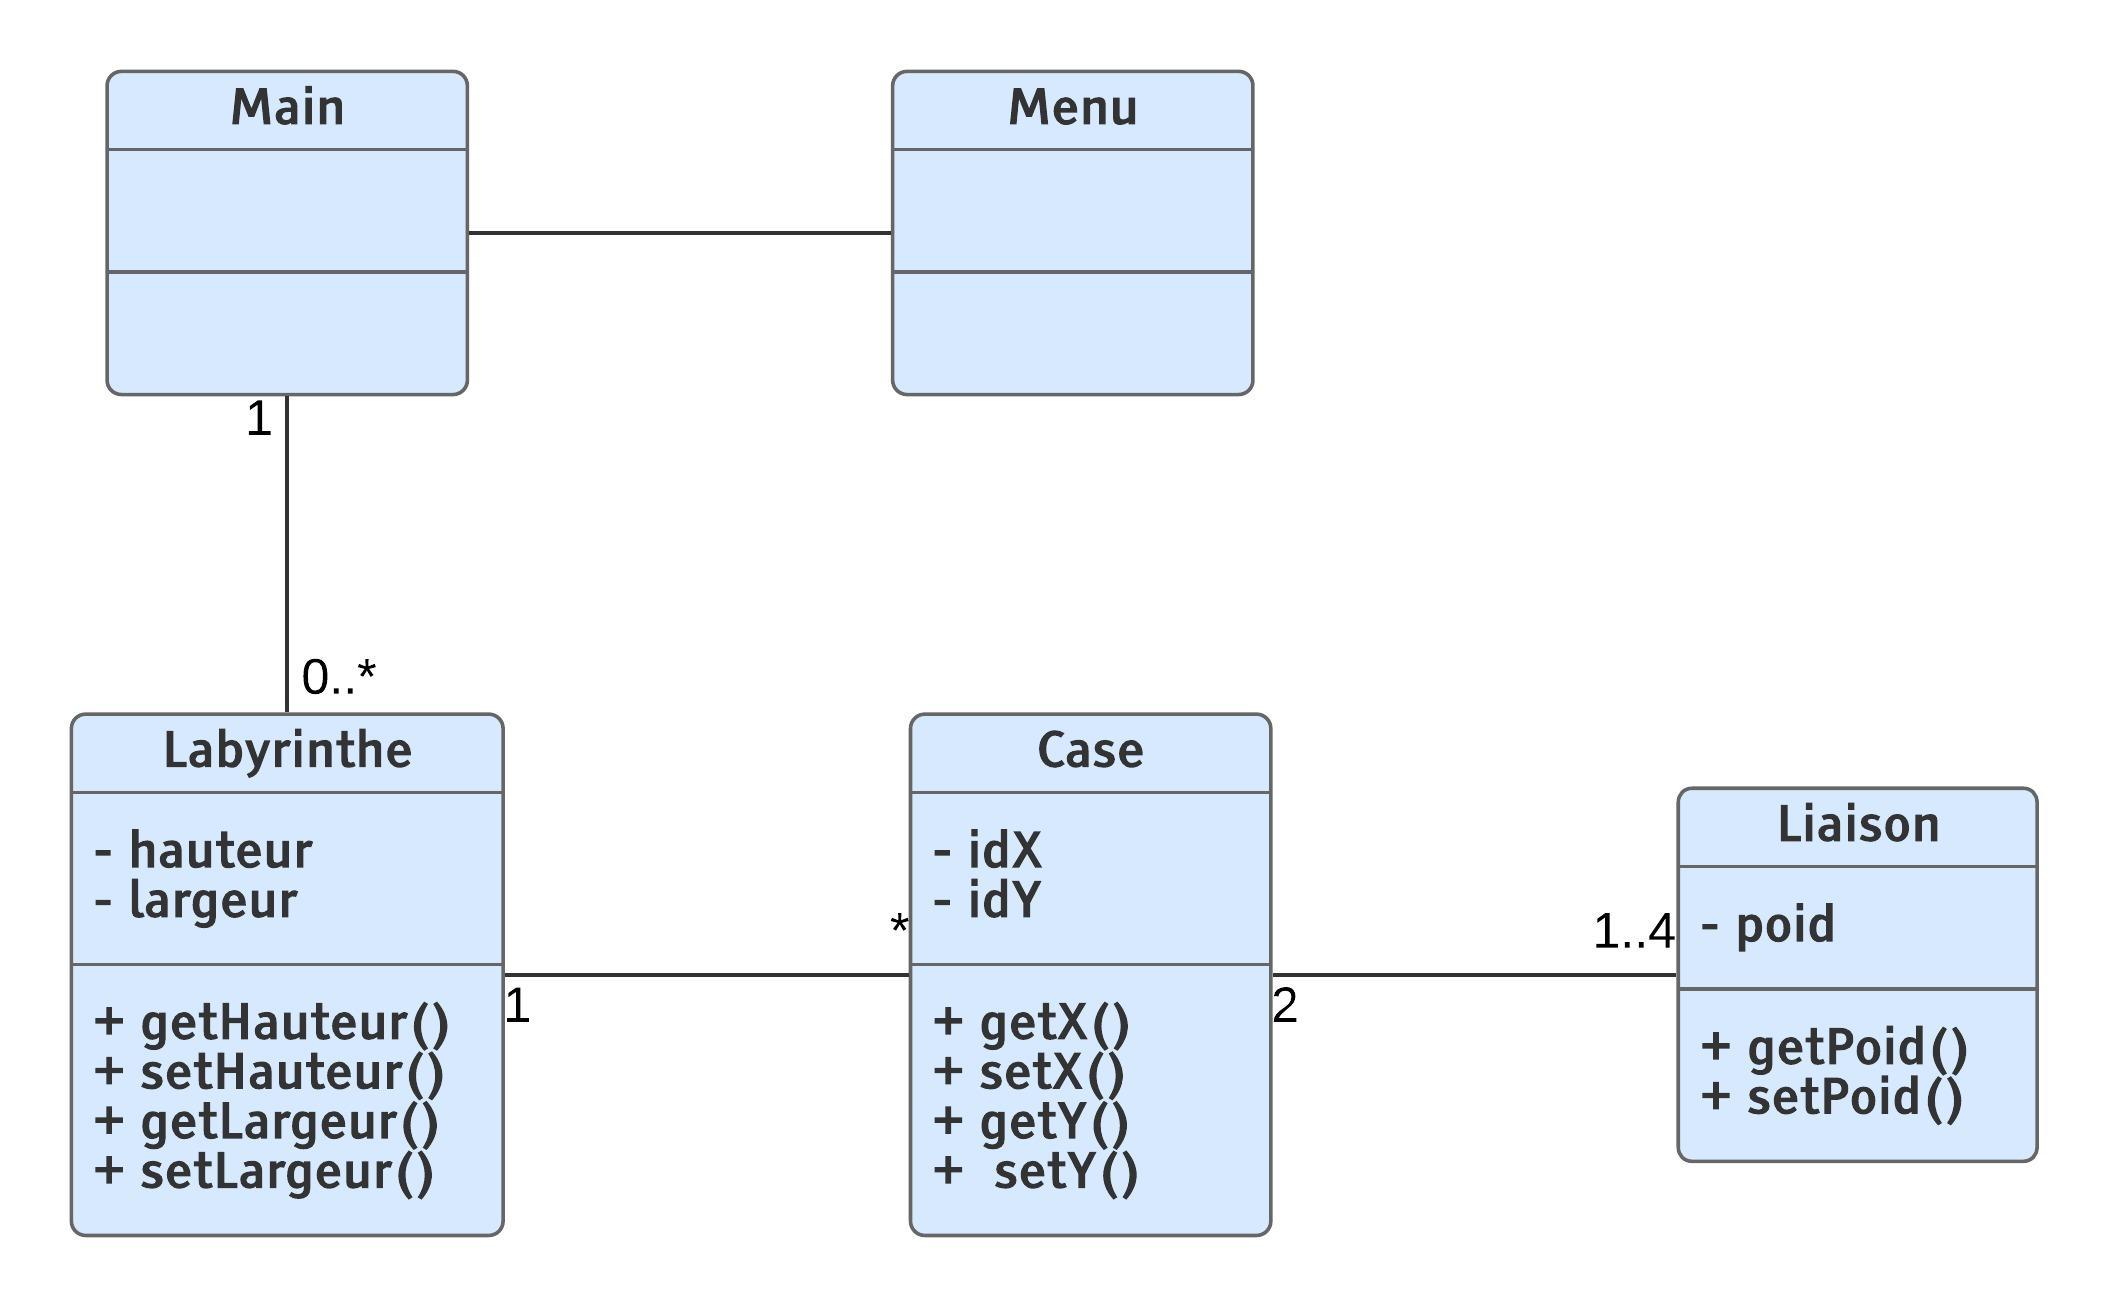 Main
Menu
1
0..*
Labyrinthe
- hauteur
- largeur
+ getHauteur()
+ setHauteur()
+ getLargeur()
+ setLargeur()
1
*
Case
- idX
- idY
+ getX()
+ setX()
+ getY()
+  setY()
2
1..4
Liaison
- poid
+ getPoid()
+ setPoid()